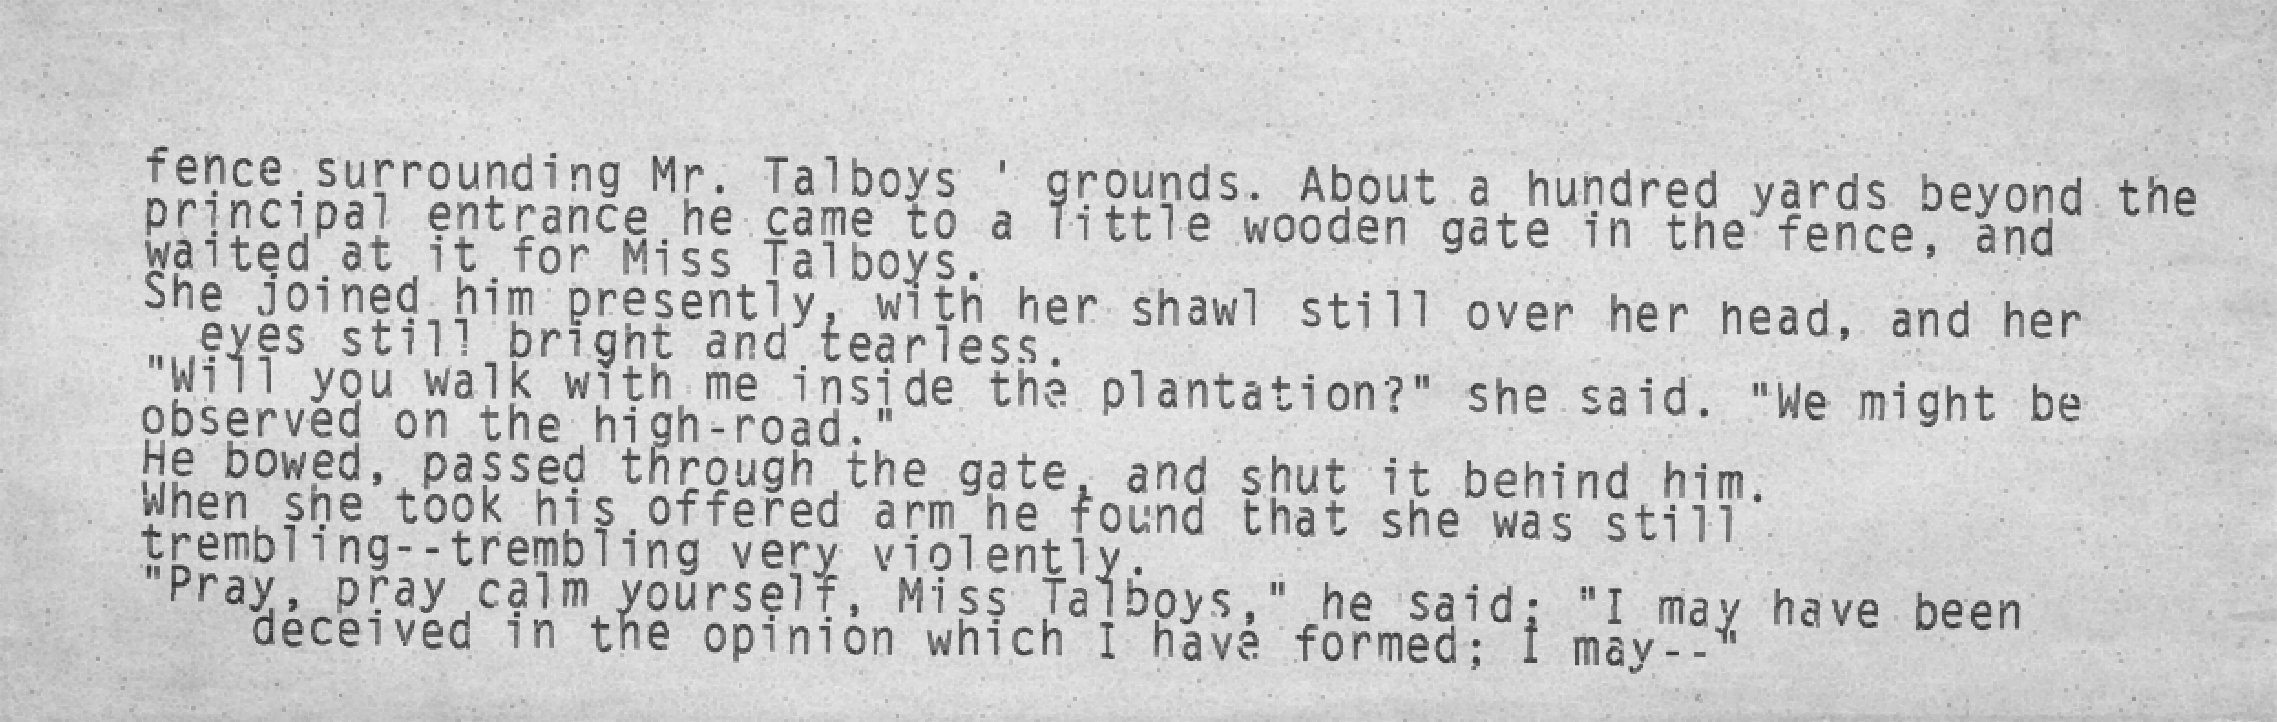 fence surrounding Mr. Talboys ' grounds. About a hundred yards beyond the
principal entrance he came to a little wooden gate in the fence, and
waited at it for Miss Talboys.
She joined him presently, with her shawl still over her head, and her
eyes still bright and tearless.
"Will you walk with me inside the plantation?" she said. "We might be
observed on the high-road."
He bowed, passed through the gate, and shut it behind him.
When she took his offered arm he found that she was still
trembling--trembling very violently.
"Pray, pray calm yourself, Miss Talboys," he said; "I may have been
deceived in the opinion which I have formed; I may--"